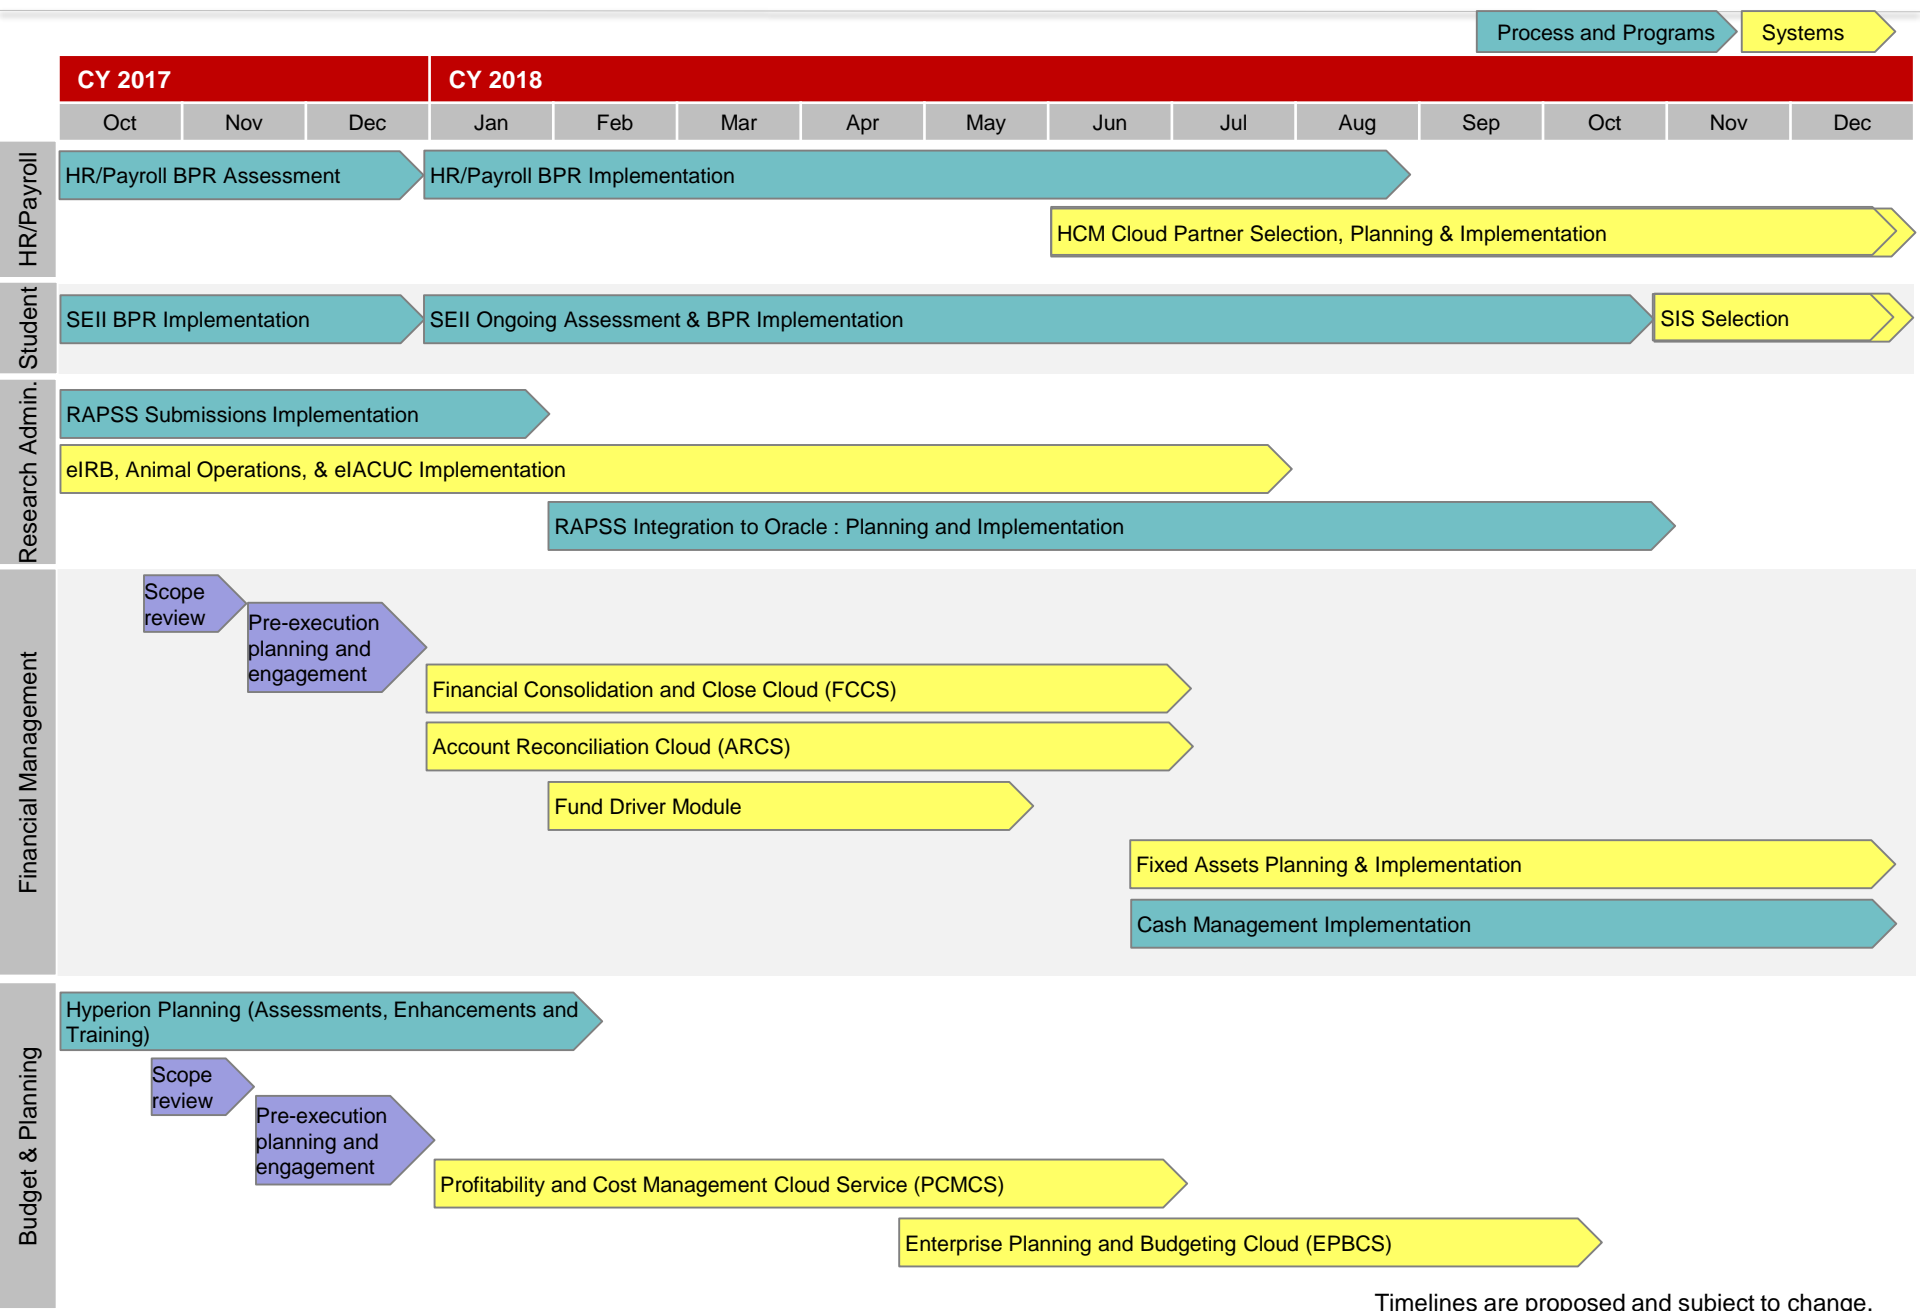 Process and Programs
Systems
CY 2017
CY 2018
Oct
Nov
Dec
Jan
Feb
Mar
Apr
May
Jun
Jul
Aug
Sep
Oct
Nov
Dec
HR/Payroll
HR/Payroll BPR Assessment
HR/Payroll BPR Implementation
HCM Cloud Partner Selection, Planning & Implementation
Student
SEII BPR Implementation
SEII Ongoing Assessment & BPR Implementation
SIS Selection
Research Admin.
RAPSS Submissions Implementation
eIRB, Animal Operations, & eIACUC Implementation
RAPSS Integration to Oracle : Planning and Implementation
Financial Management
Scope
review
Pre-execution
planning and
engagement
Financial Consolidation and Close Cloud (FCCS)
Account Reconciliation Cloud (ARCS)
Fund Driver Module
Fixed Assets Planning & Implementation
Cash Management Implementation
Budget & Planning
Hyperion Planning (Assessments, Enhancements and
Training)
Scope
review
Pre-execution
planning and
engagement
Profitability and Cost Management Cloud Service (PCMCS)
Enterprise Planning and Budgeting Cloud (EPBCS)
Timelines are proposed and subject to change.